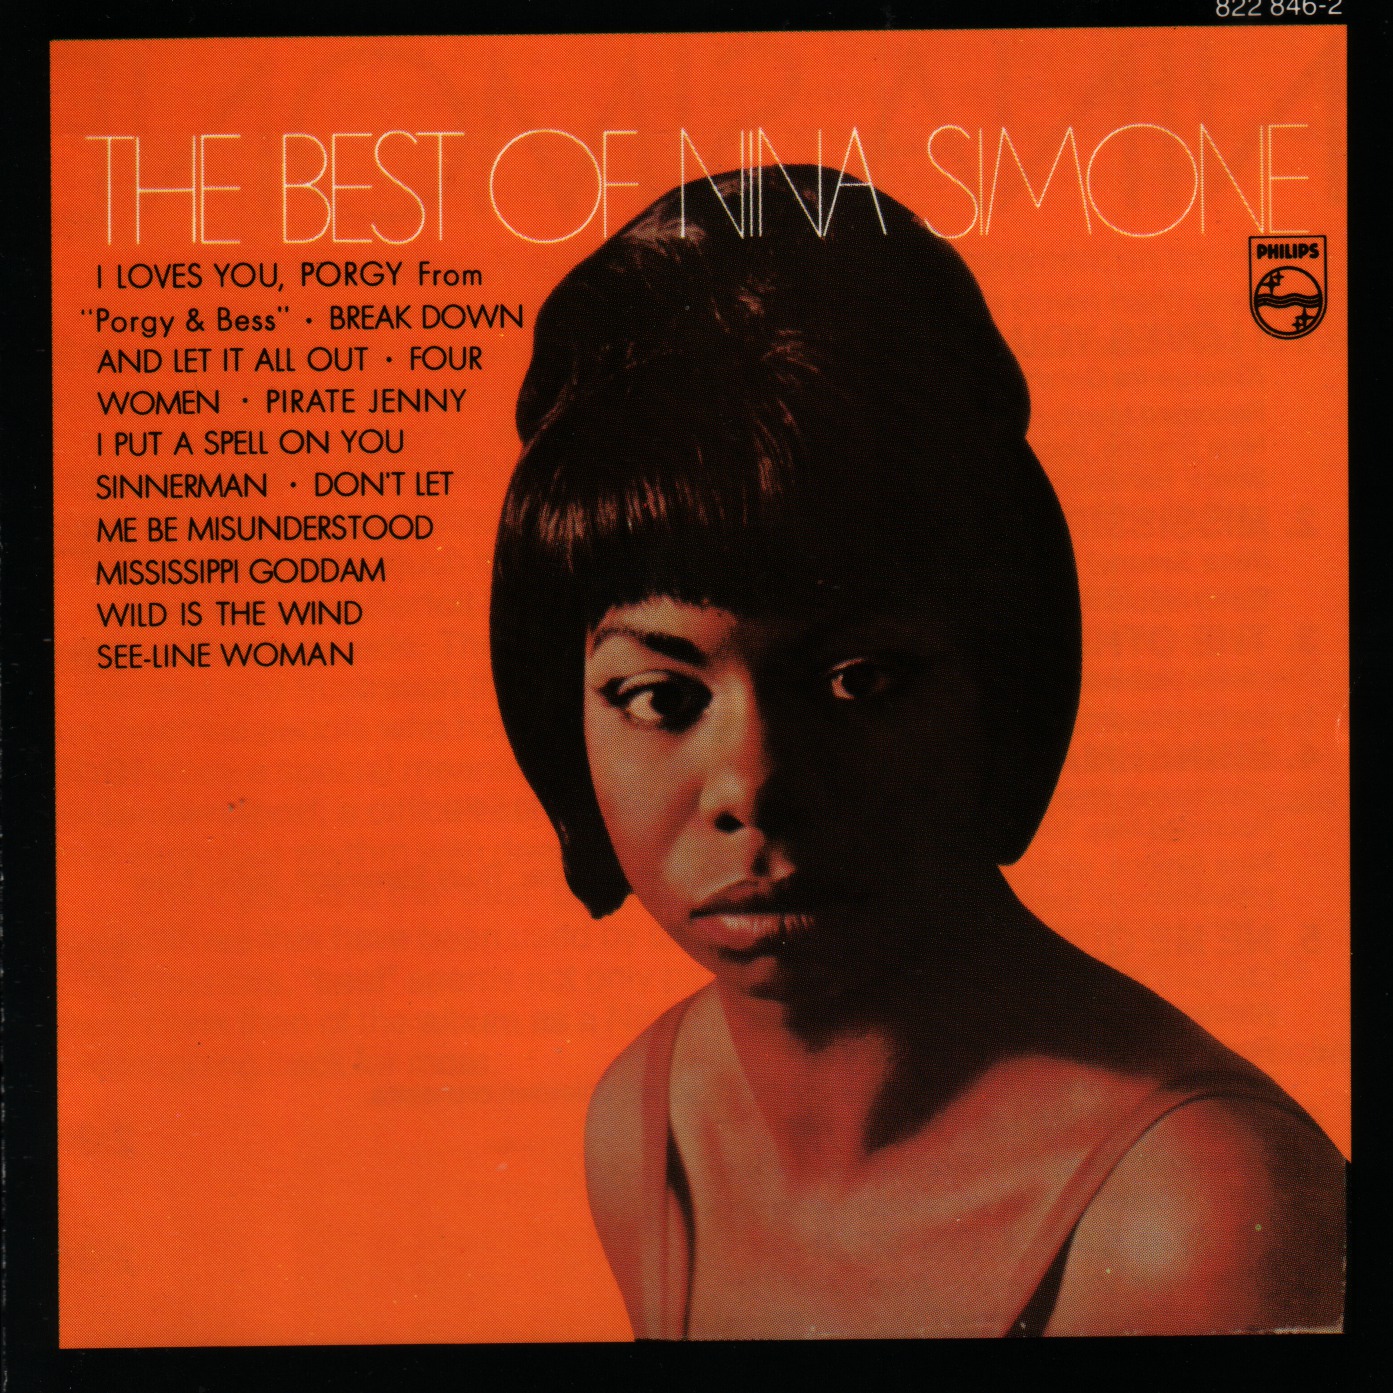 822 846-2
THE BEST OF NINA SIMONE
PHILIPS
I LOVES YOU, PORGY From
"Porgy & Bess" · BREAK DOWN
AND LET IT ALL OUT · FOUR
WOMEN · PIRATE JENNY
I PUT A SPELL ON YOU
SINNERMAN · DON'T LET
ME BE MISUNDERSTOOD
MISSISSIPPI GODDAM
WILD IS THE WIND
SEE-LINE WOMAN